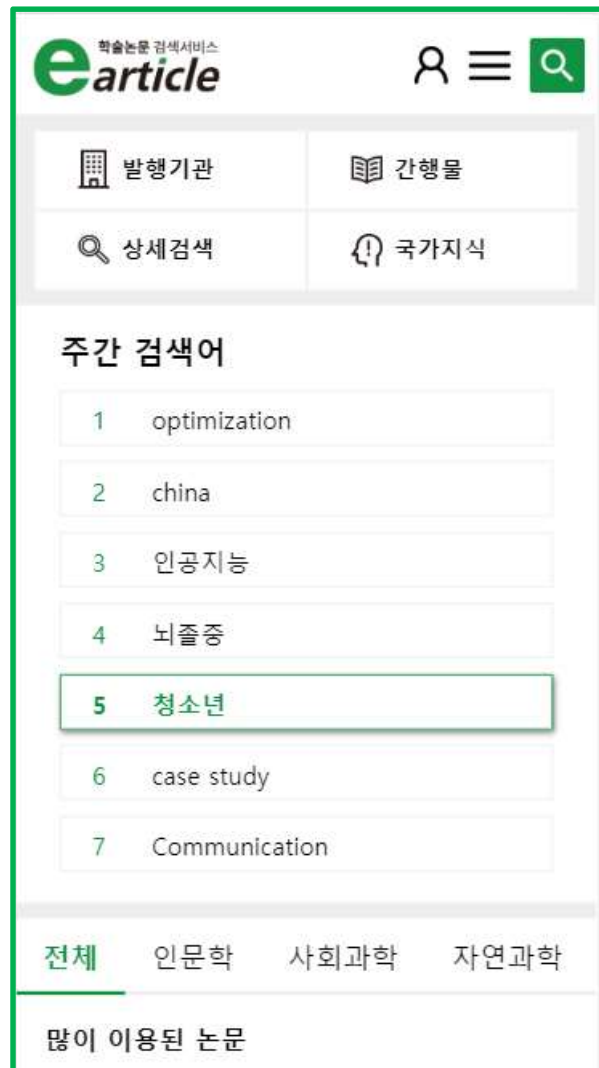 학술논문 검색서비스
earticle
발행기관
간행물
상세검색
국가지식
주간 검색어
1 optimization
2 china
3 인공지능
4 뇌졸중
5 청소년
6 case study
7 Communication
전체 인문학 사회과학 자연과학
많이 이용된 논문